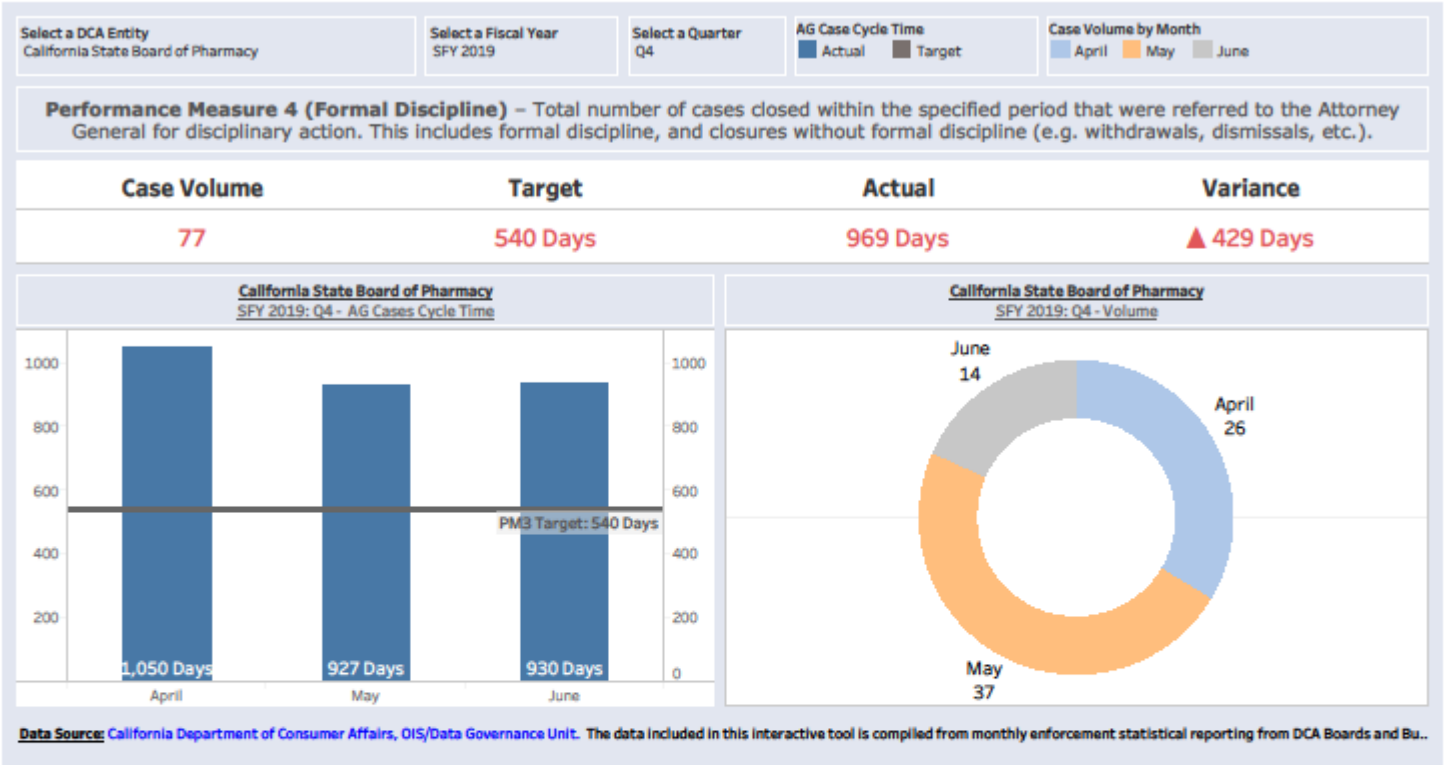 Select a DCA Entity
California State Board of Pharmacy
Select a Fiscal Year
SFY 2019
Select a Quarter
Q4
AG Case Cycle Time
Actual Target
Case Volume by Month
April May June
Performance Measure 4 (Formal Discipline) – Total number of cases closed within the specified period that were referred to the Attorney
General for disciplinary action. This includes formal discipline, and closures without formal discipline (e.g. withdrawals, dismissals, etc.).
Case Volume Target Actual Variance
77 540 Days 969 Days ▲ 429 Days
California State Board of Pharmacy
SFY 2019: Q4 - AG Cases Cycle Time
1000 1000
800 800
600 600
PM3 Target: 540 Days
400 400
200 200
0
1,050 Days 927 Days 930 Days
April May June
California State Board of Pharmacy
SFY 2019: Q4 - Volume
June
14
April
26
May
37
Data Source: California Department of Consumer Affairs, OIS/Data Governance Unit. The data included in this interactive tool is compiled from monthly enforcement statistical reporting from DCA Boards and Bu..